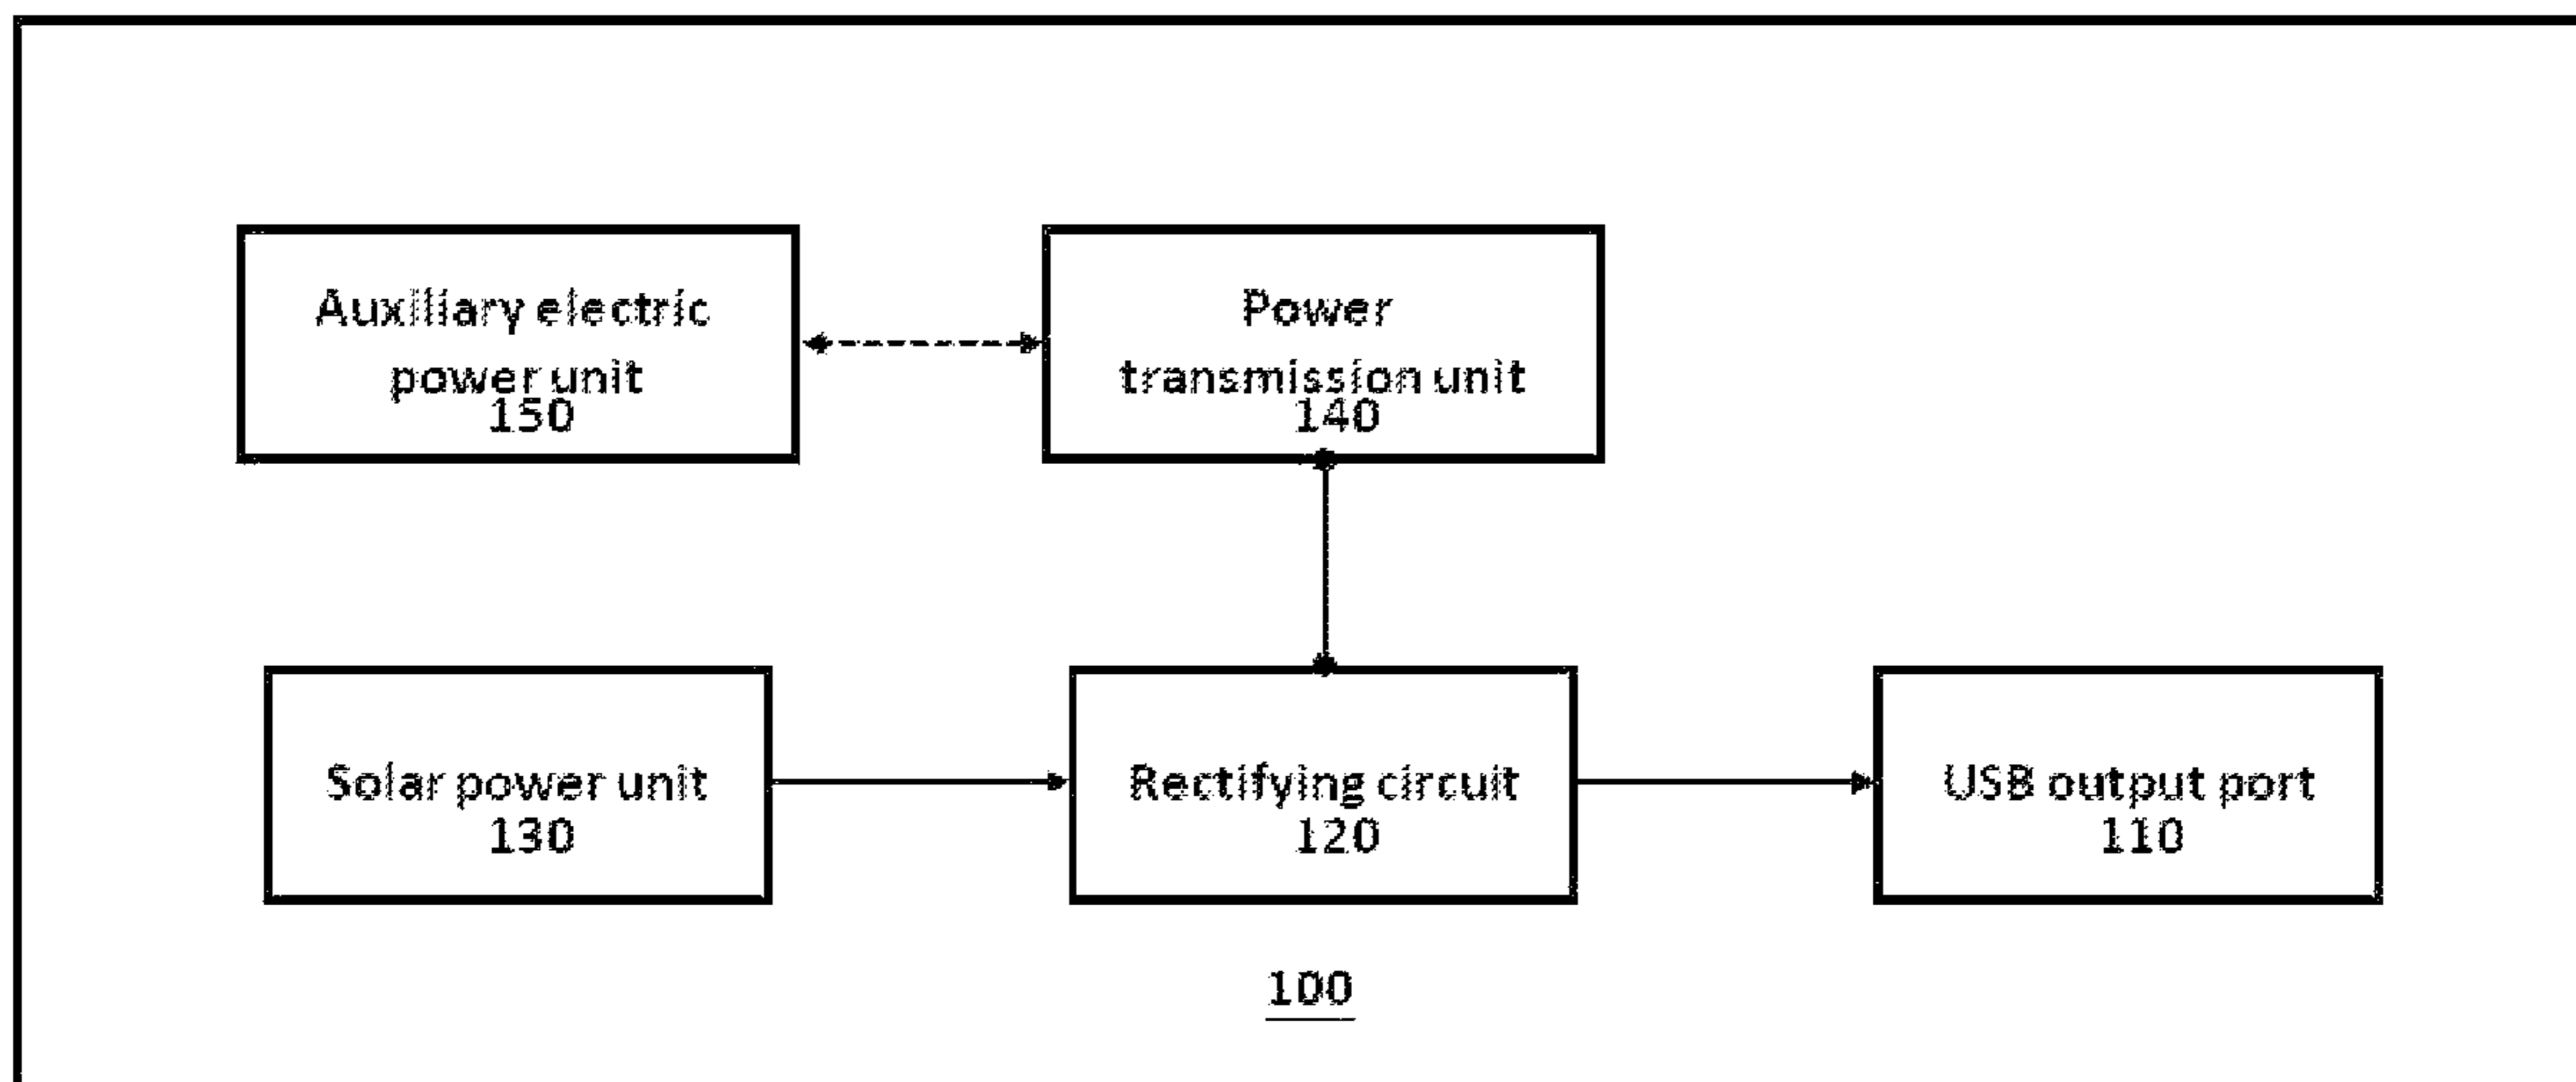 Auxiliary electric
power unit
150
Power
transmission unit
140
Solar power unit
130
Rectifying circuit
120
USB output port
110
100